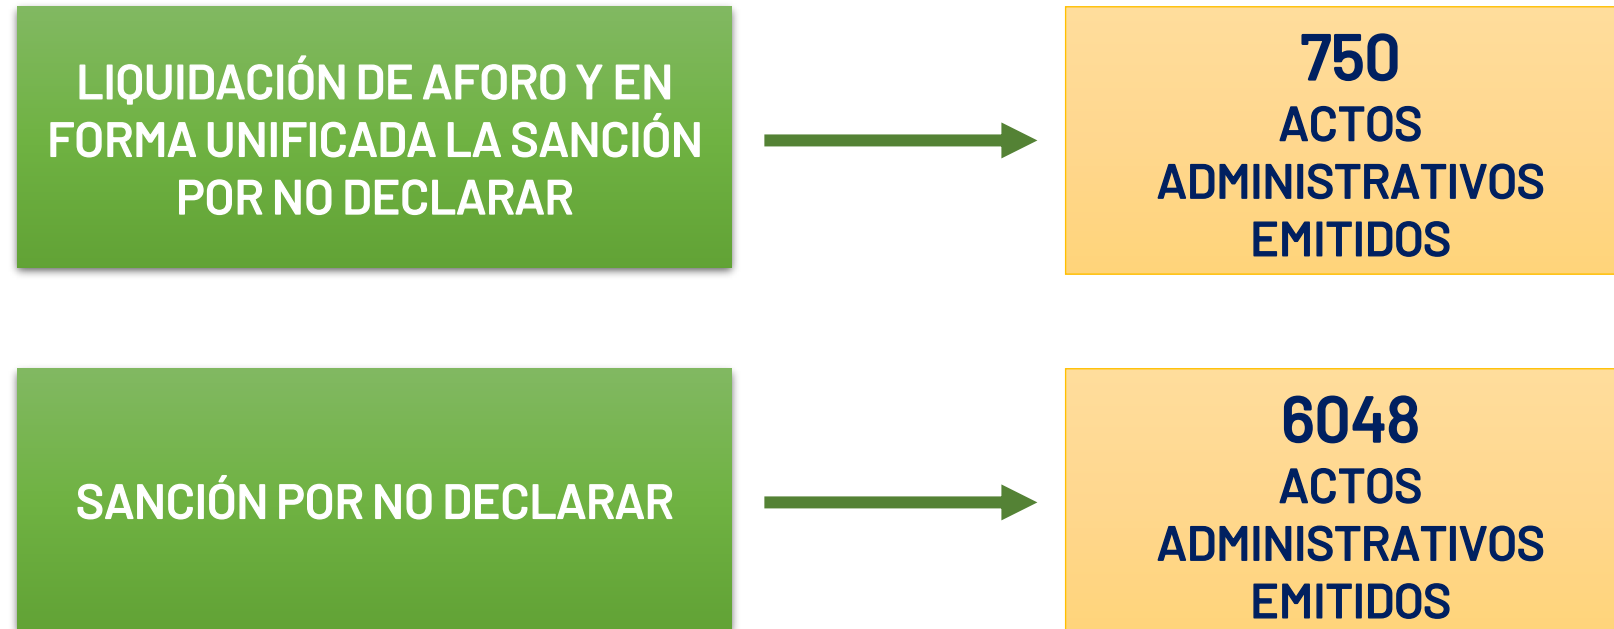 LIQUIDACIÓN DE AFORO Y EN
FORMA UNIFICADA LA SANCIÓN
POR NO DECLARAR
750
ACTOS
ADMINISTRATIVOS
EMITIDOS
SANCIÓN POR NO DECLARAR
6048
ACTOS
ADMINISTRATIVOS
EMITIDOS